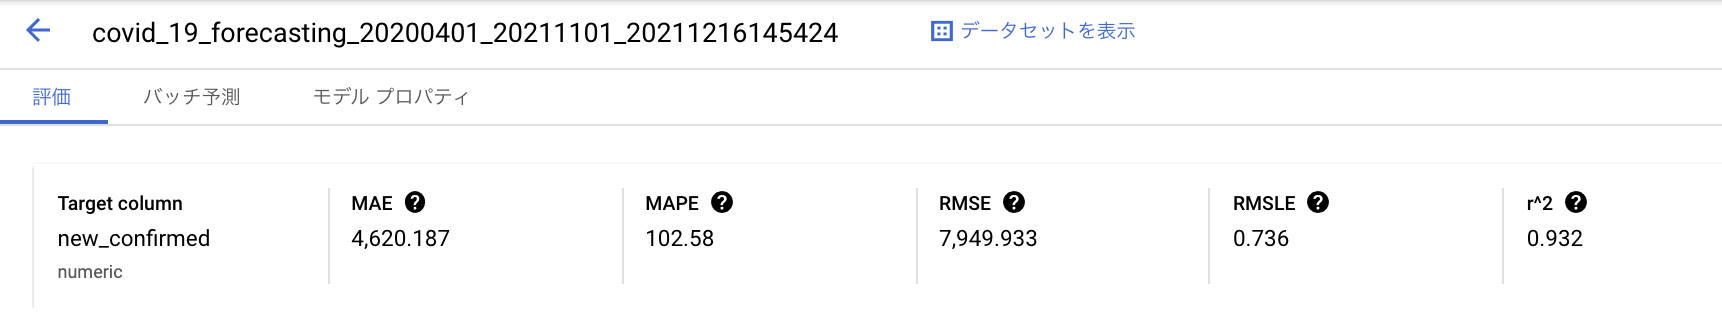 covid_19_forecasting_20200401_20211101_20211216145424 データセットを表示
評価 バッチ予測 モデル プロパティ
Target column MAE MAPE RMSE RMSLE r^2
new_confirmed 4,620.187 102.58 7,949.933 0.736 0.932
numeric